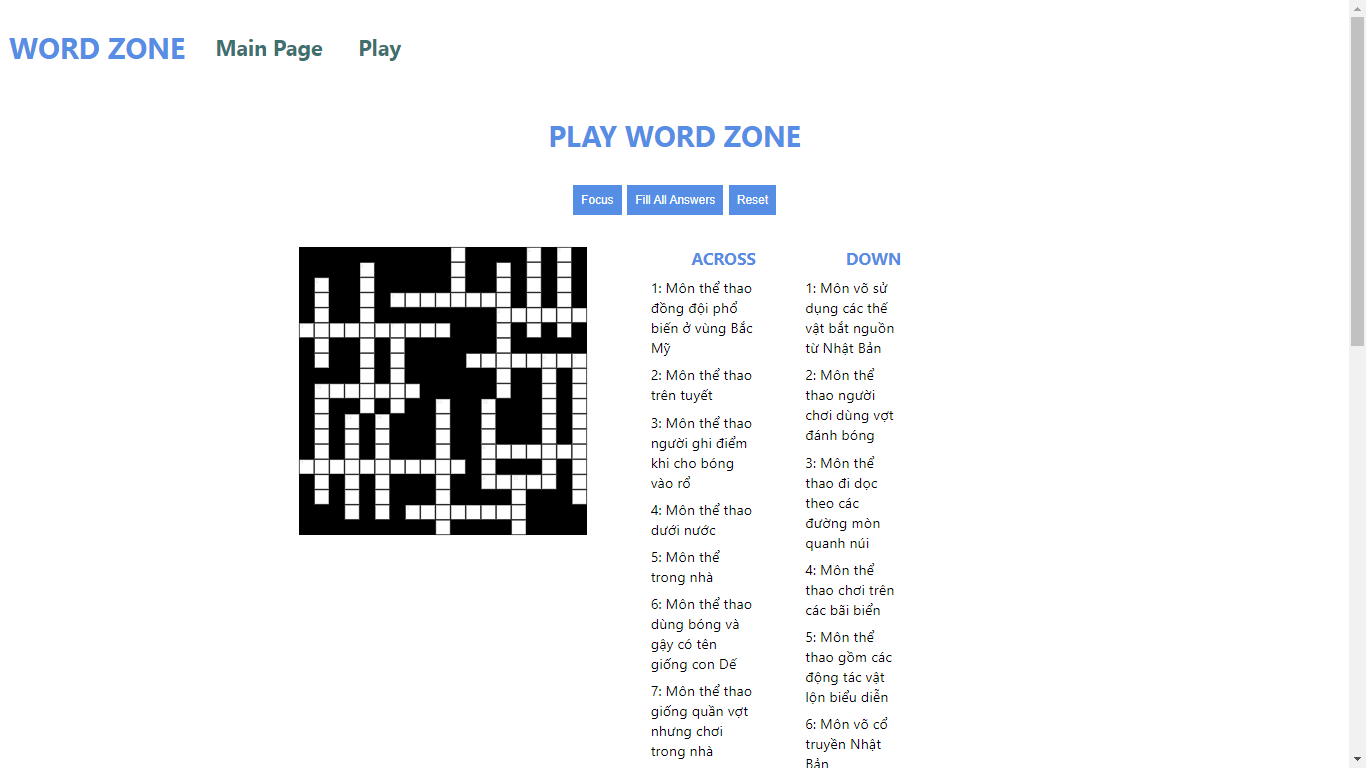 WORD ZONE Main Page Play
PLAY WORD ZONE
Focus Fill All Answers Reset
ACROSS
1: Môn thể thao
đồng đội phổ
biến ở vùng Bắc
Mỹ
2: Môn thể thao
trên tuyết
3: Môn thể thao
người ghi điểm
khi cho bóng
vào rổ
4: Môn thể thao
dưới nước
5: Môn thể
trong nhà
6: Môn thể thao
dùng bóng và
gậy có tên
giống con Dế
7: Môn thể thao
giống quần vợt
nhưng chơi
trong nhà
DOWN
1: Môn võ sử
dụng các thế
vật bắt nguồn
từ Nhật Bản
2: Môn thể
thao người
chơi dùng vợt
đánh bóng
3: Môn thể
thao đi dọc
theo các
đường mòn
quanh núi
4: Môn thể
thao chơi trên
các bãi biển
5: Môn thể
thao gồm các
động tác vật
lộn biểu diễn
6: Môn võ cổ
truyền Nhật
Bản